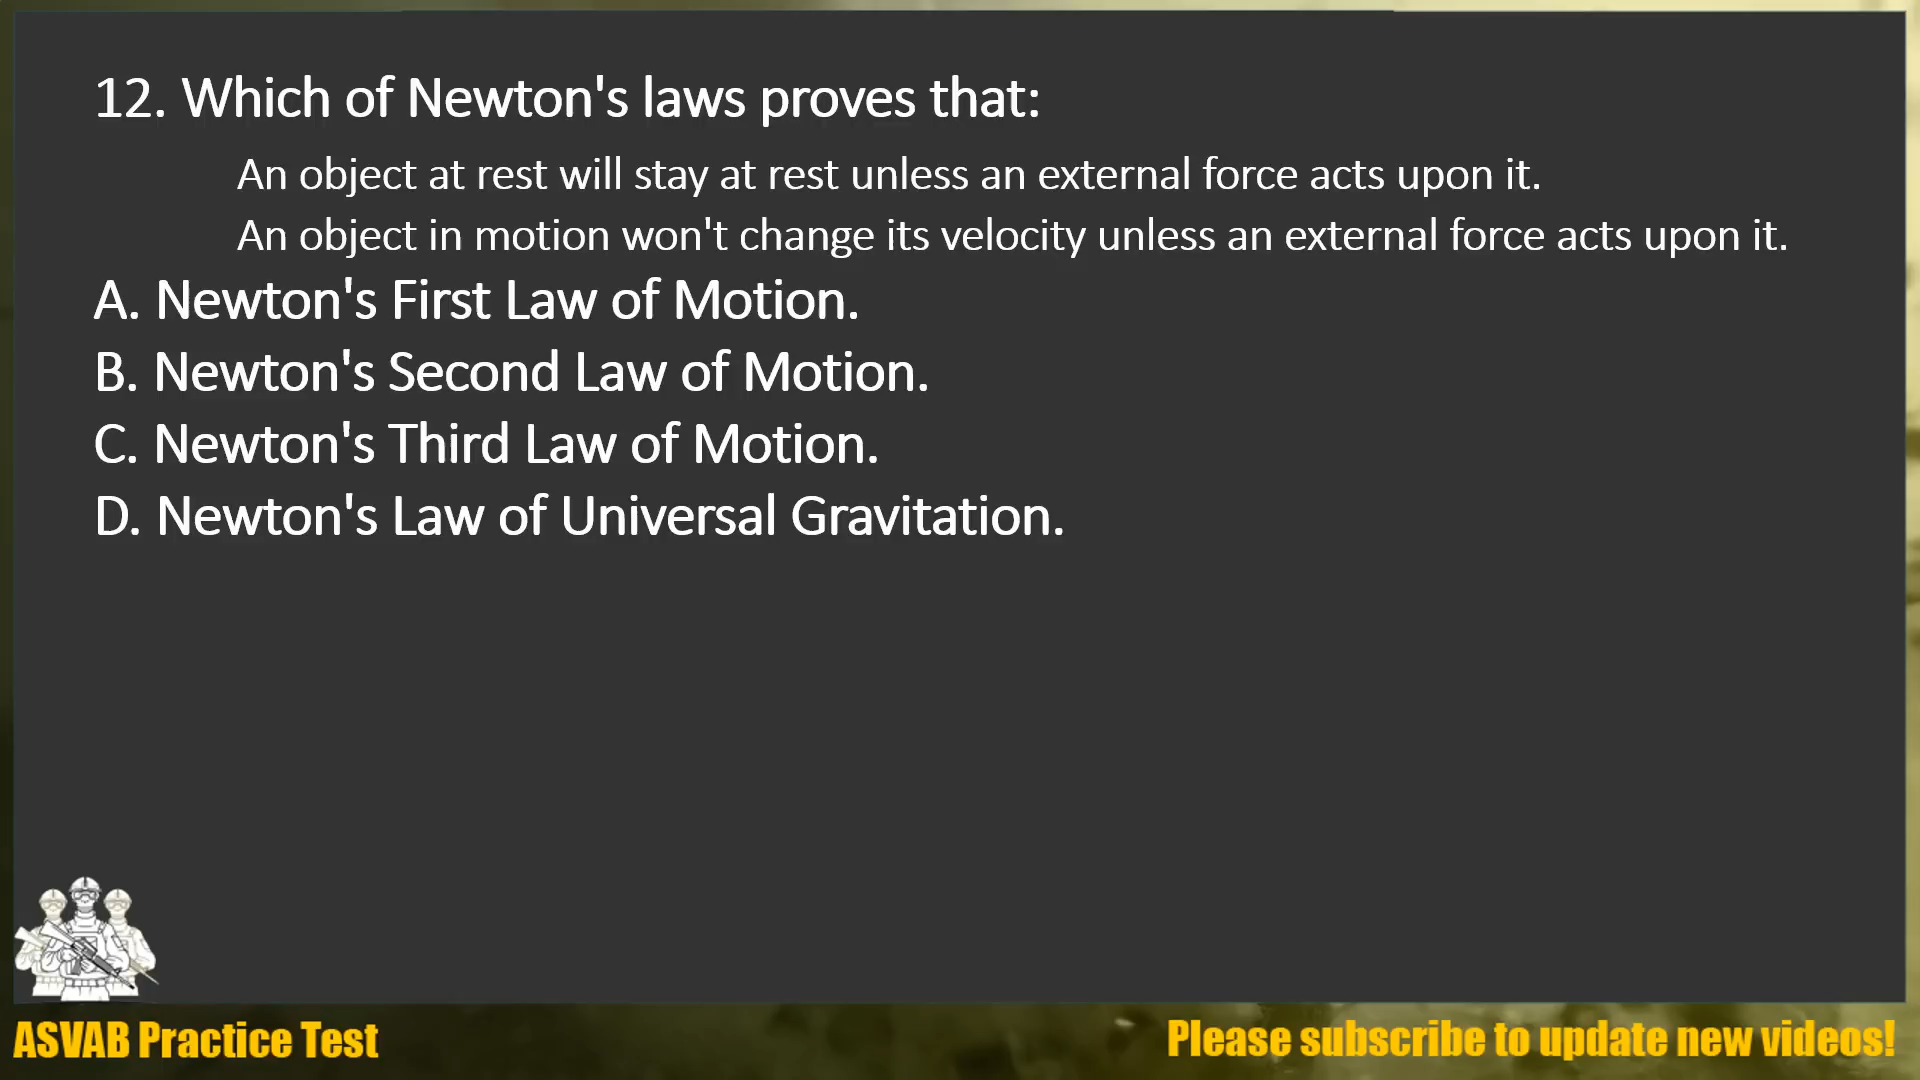 12. Which of Newton's laws proves that:
An object at rest will stay at rest unless an external force acts upon it.
An object in motion won't change its velocity unless an external force acts upon it.
A. Newton's First Law of Motion.
B. Newton's Second Law of Motion.
C. Newton's Third Law of Motion.
D. Newton's Law of Universal Gravitation.
ASVAB Practice Test
Please subscribe to update new videos!